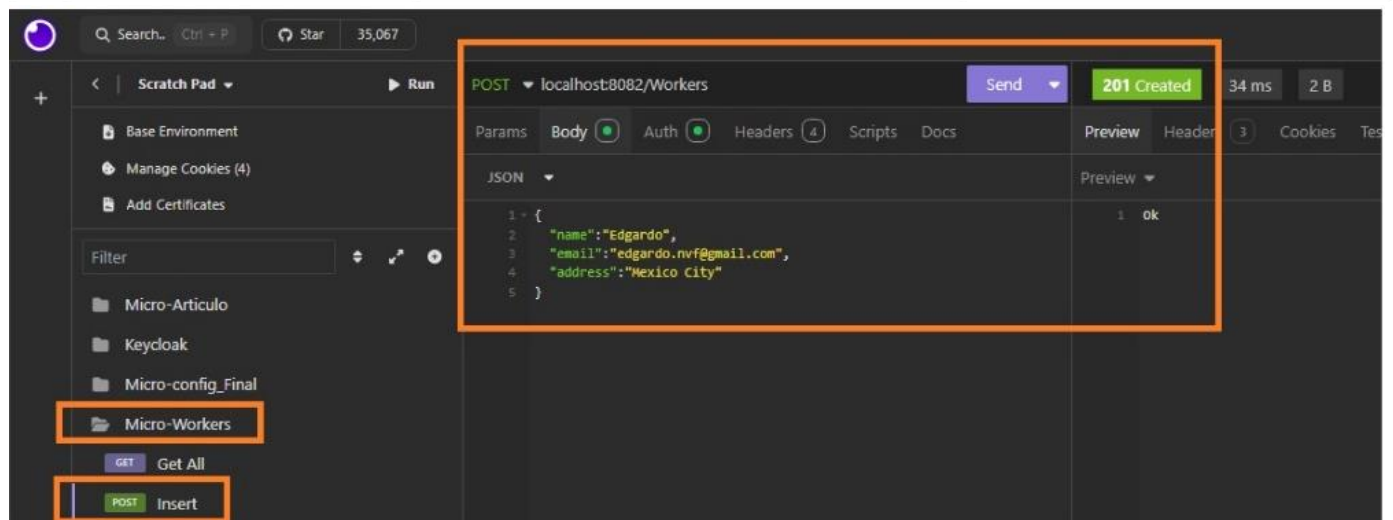 Search.. Ctrl + P Star 35,067
Scratch Pad Run
Base Environment
Manage Cookies (4)
Add Certificates
Filter
Micro-Articulo
Keycloak
Micro-config_Final
Micro-Workers
GET Get All
POST Insert
POST localhost:8082/Workers Send
Params Body Auth Headers 4 Scripts Docs
JSON
1 {
2 "name":"Edgardo",
3 "email":"edgardo.nvf@gmail.com",
4 "address":"Mexico City"
5 }
201 Created 34 ms 2 B
Preview Header 3 Cookies Tes
Preview
1 Ok